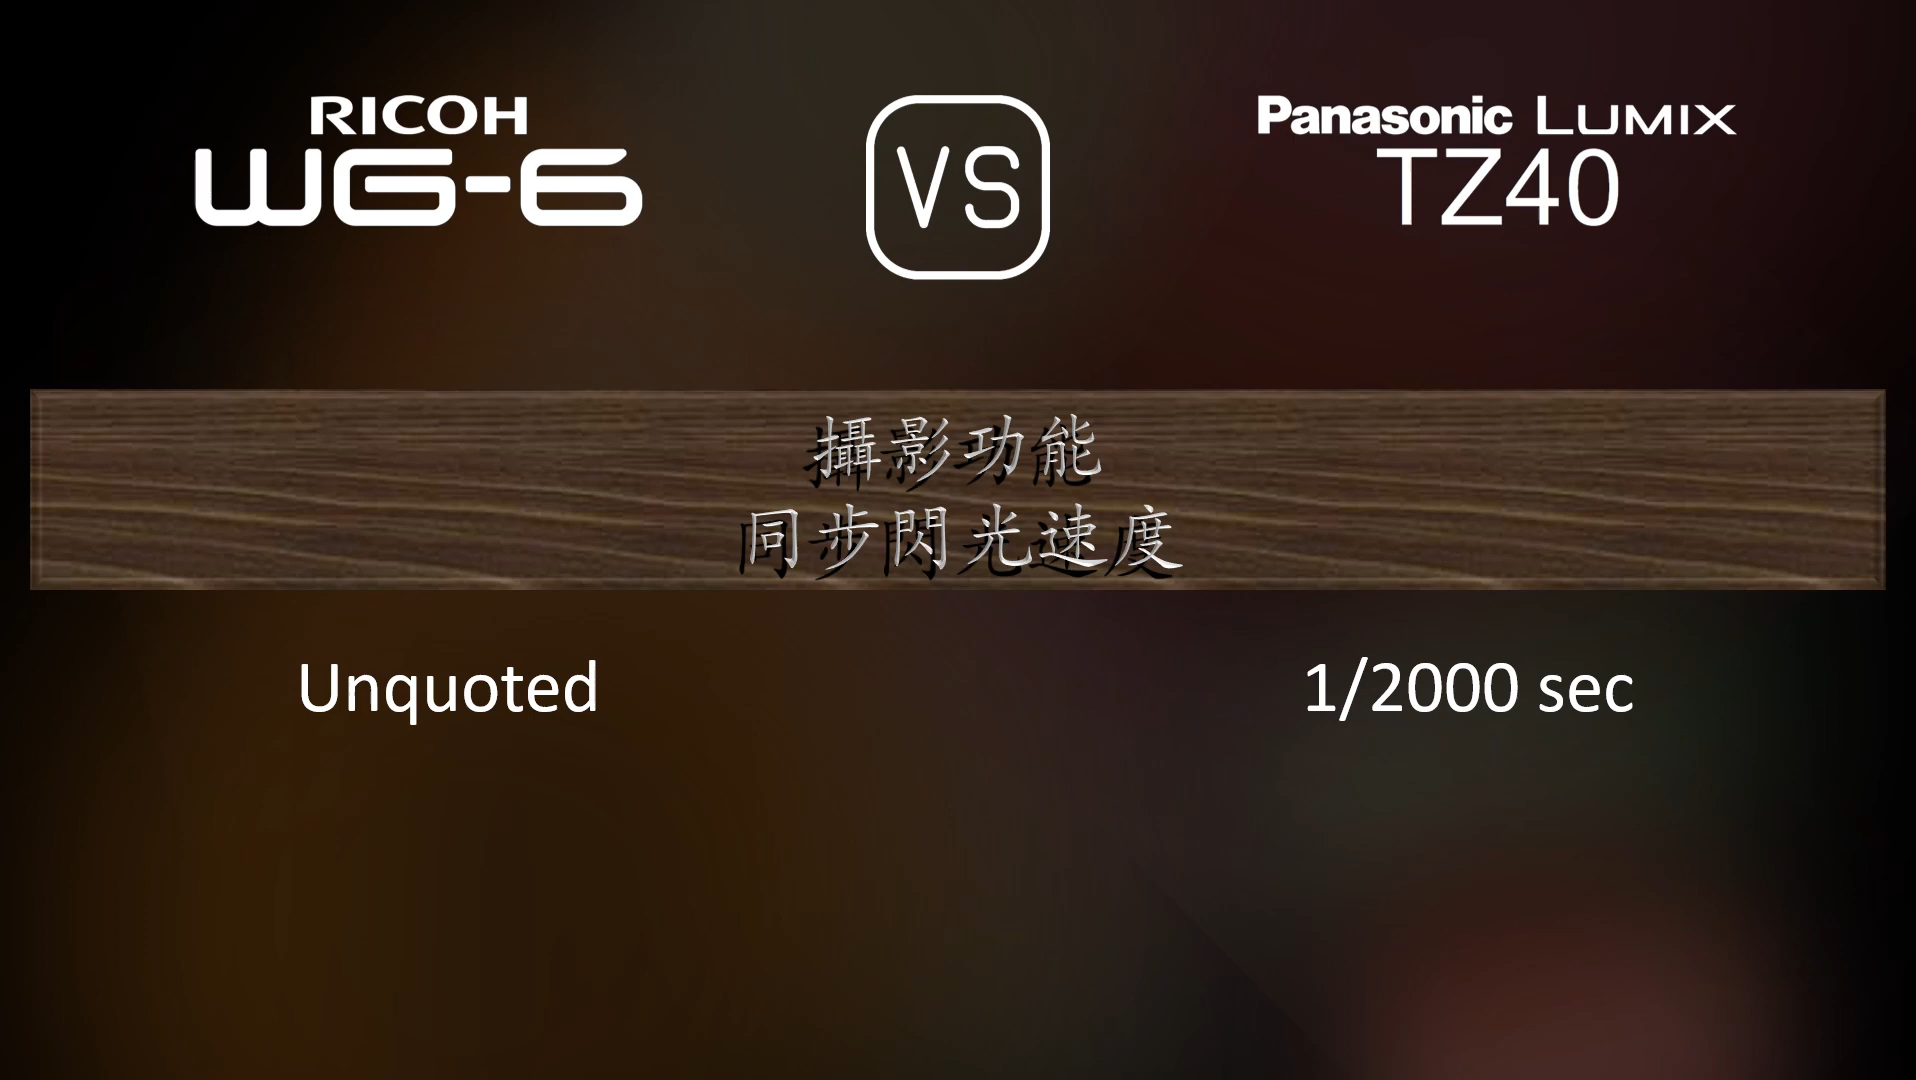 RICOH
WG-6
VS
Panasonic LUMIX
TZ40
攝影功能
同步閃光速度
Unquoted
1/2000 sec